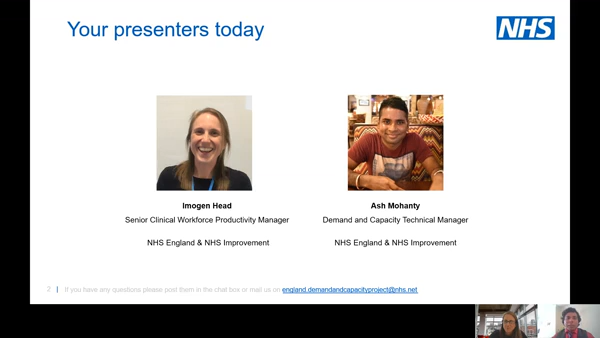 Your presenters today
NHS
Imogen Head
Senior Clinical Workforce Productivity Manager
NHS England & NHS Improvement
Ash Mohanty
Demand and Capacity Technical Manager
NHS England & NHS Improvement
2 | If you have any questions please post them in the chat box or mail us on england.demandandcapacityproject@nhs.net